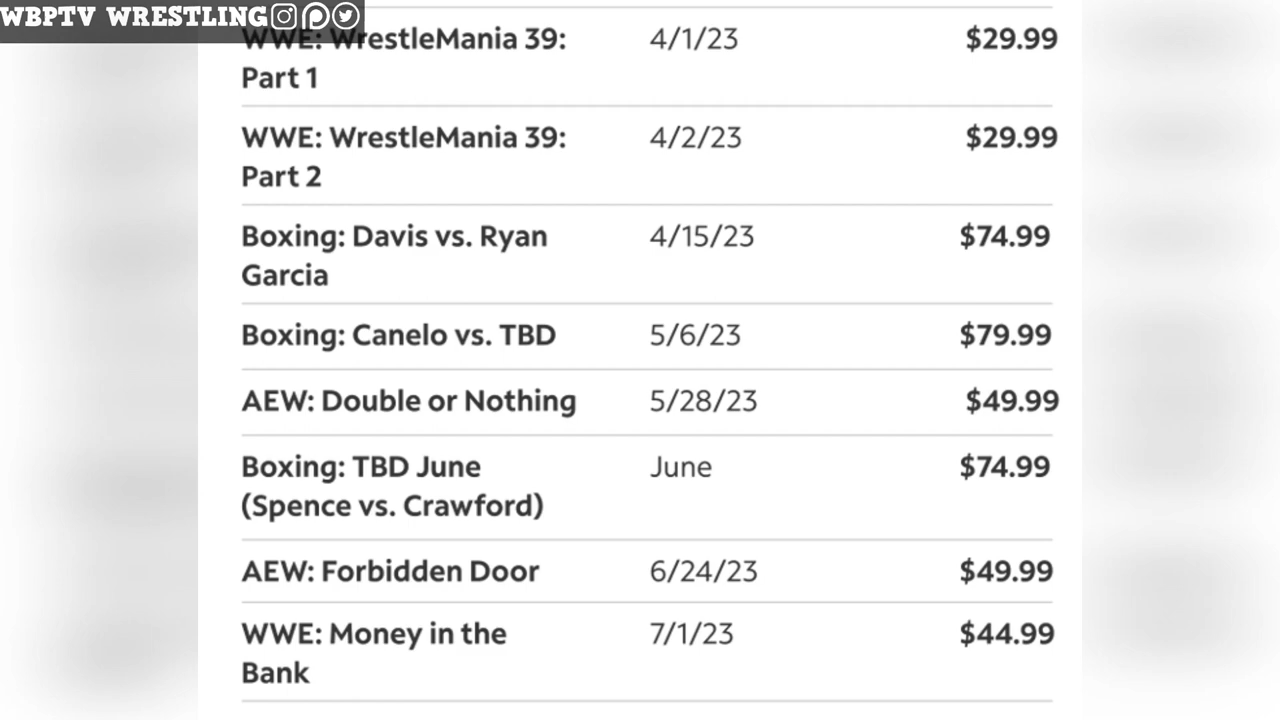 WBPTV WRESTLING
WWE: WrestleMania 39: 4/1/23 $29.99
Part 1
WWE: WrestleMania 39: 4/2/23 $29.99
Part 2
Boxing: Davis vs. Ryan 4/15/23 $74.99
Garcia
Boxing: Canelo vs. TBD 5/6/23 $79.99
AEW: Double or Nothing 5/28/23 $49.99
Boxing: TBD June June $74.99
(Spence vs. Crawford)
AEW: Forbidden Door 6/24/23 $49.99
WWE: Money in the 7/1/23 $44.99
Bank